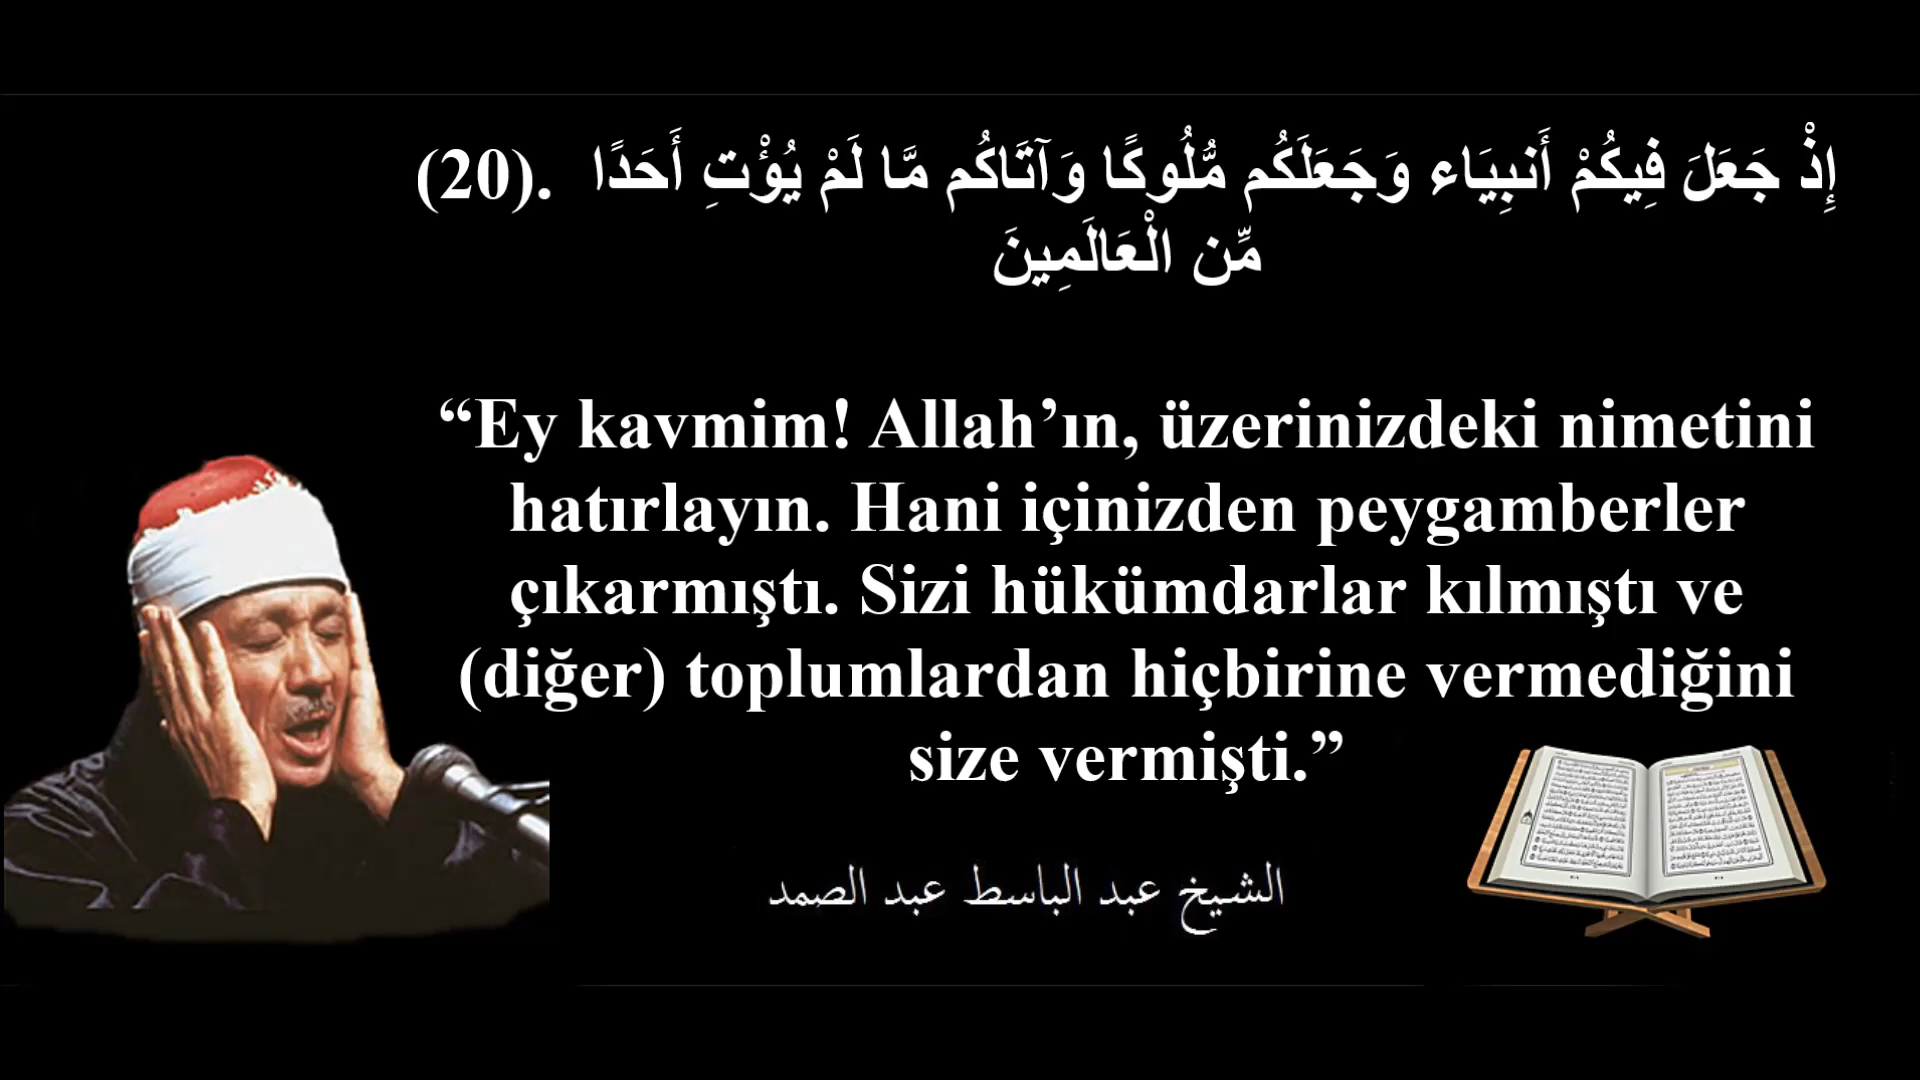 إِذْ جَعَلَ فِيكُمْ أَنبِيَاء وَجَعَلَكُم مُّلُوكًا وَآتَاكُم مَّا لَمْ يُؤْتِ أَحَدًا .(20)
مِّن الْعَالَمِينَ
“Ey kavmim! Allah’ın, üzerinizdeki nimetini
hatırlayın. Hani içinizden peygamberler
çıkarmıştı. Sizi hükümdarlar kılmıştı ve
(diğer) toplumlardan hiçbirine vermediğini
size vermişti.”
الشيخ عبد الباسط عبد الصمد